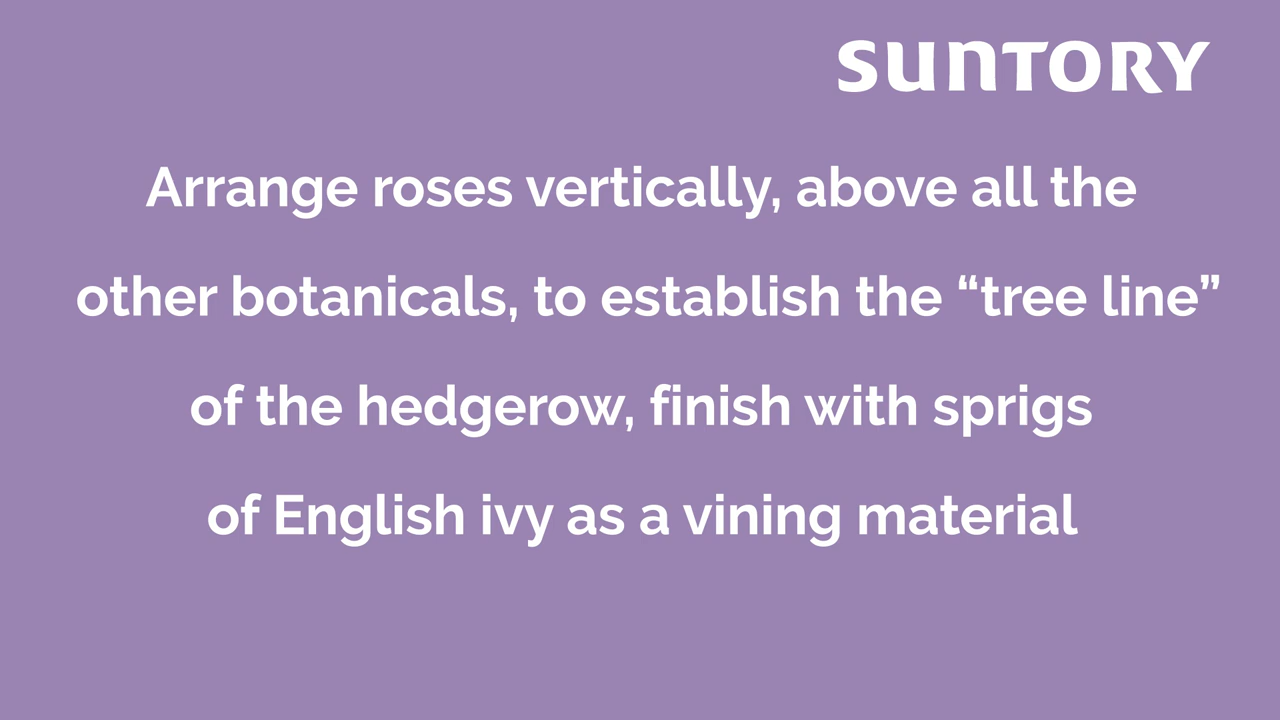 SUNTORY
Arrange roses vertically, above all the
other botanicals, to establish the “tree line”
of the hedgerow, finish with sprigs
of English ivy as a vining material